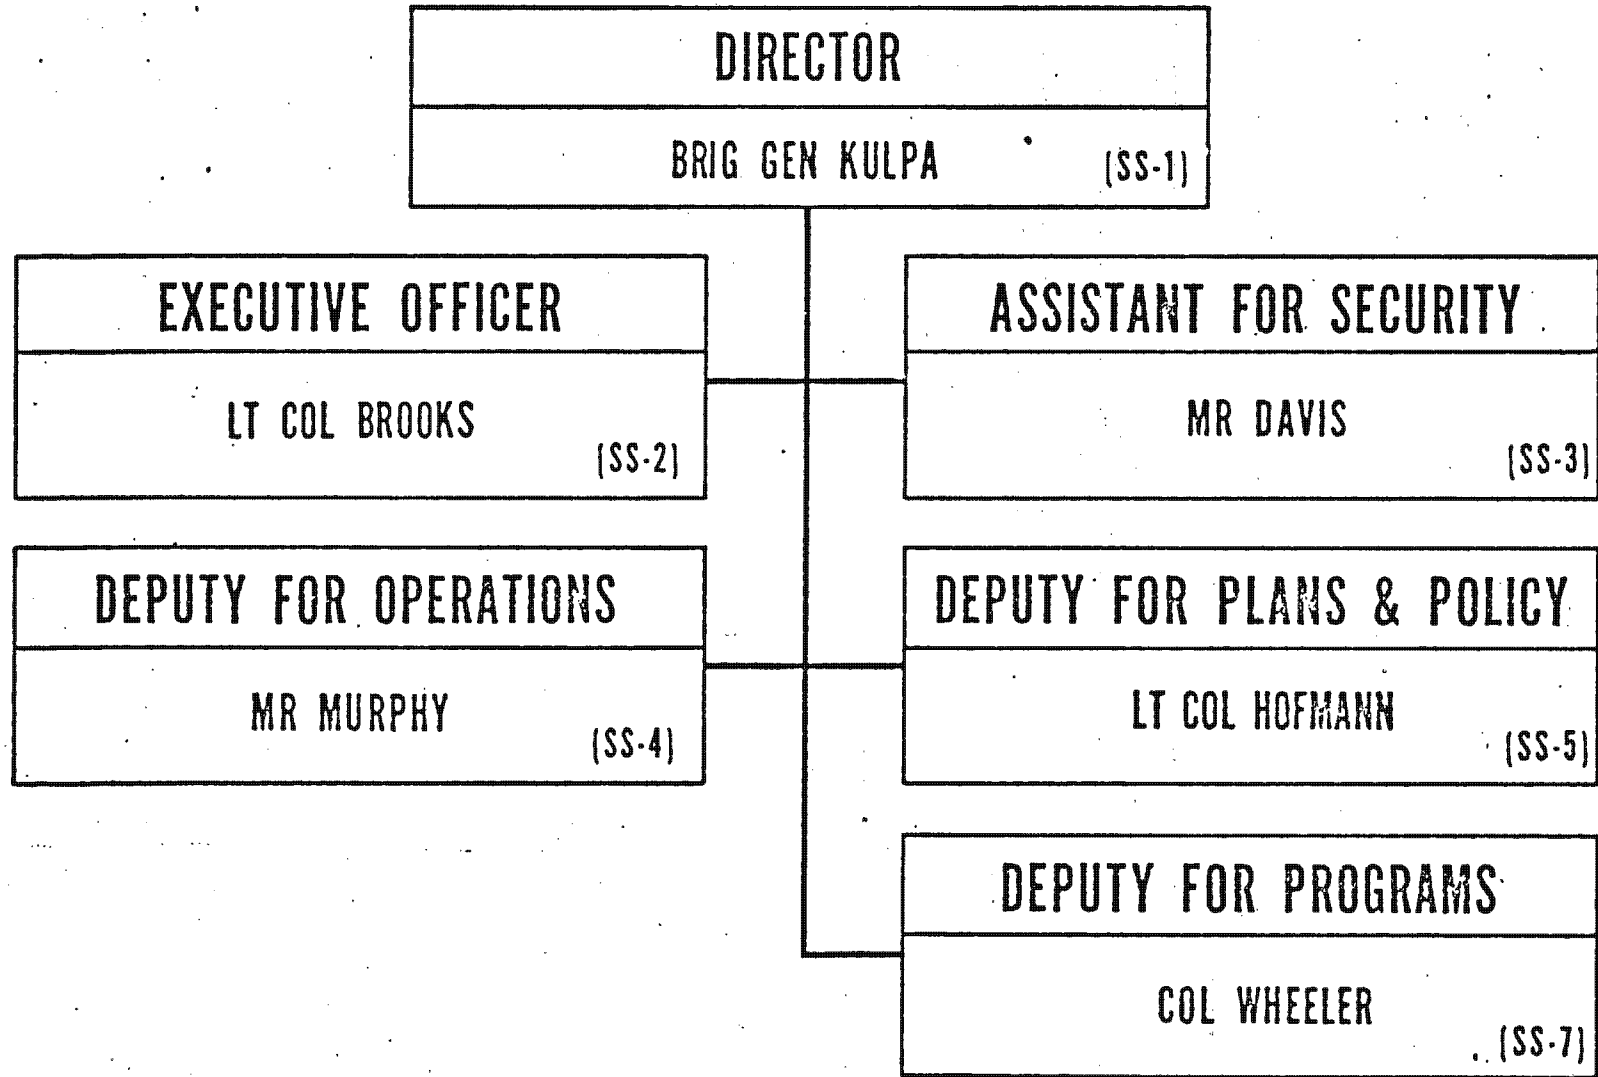 DIRECTOR
BRIG GEN KULPA (SS-1)
EXECUTIVE OFFICER
LT COL BROOKS
(SS-2)
ASSISTANT FOR SECURITY
MR DAVIS
(SS-3)
DEPUTY FOR OPERATIONS
MR MURPHY
(SS-4)
DEPUTY FOR PLANS & POLICY
LT COL HOFMANN
(SS-5)
DEPUTY FOR PROGRAMS
COL WHEELER
(SS-7)